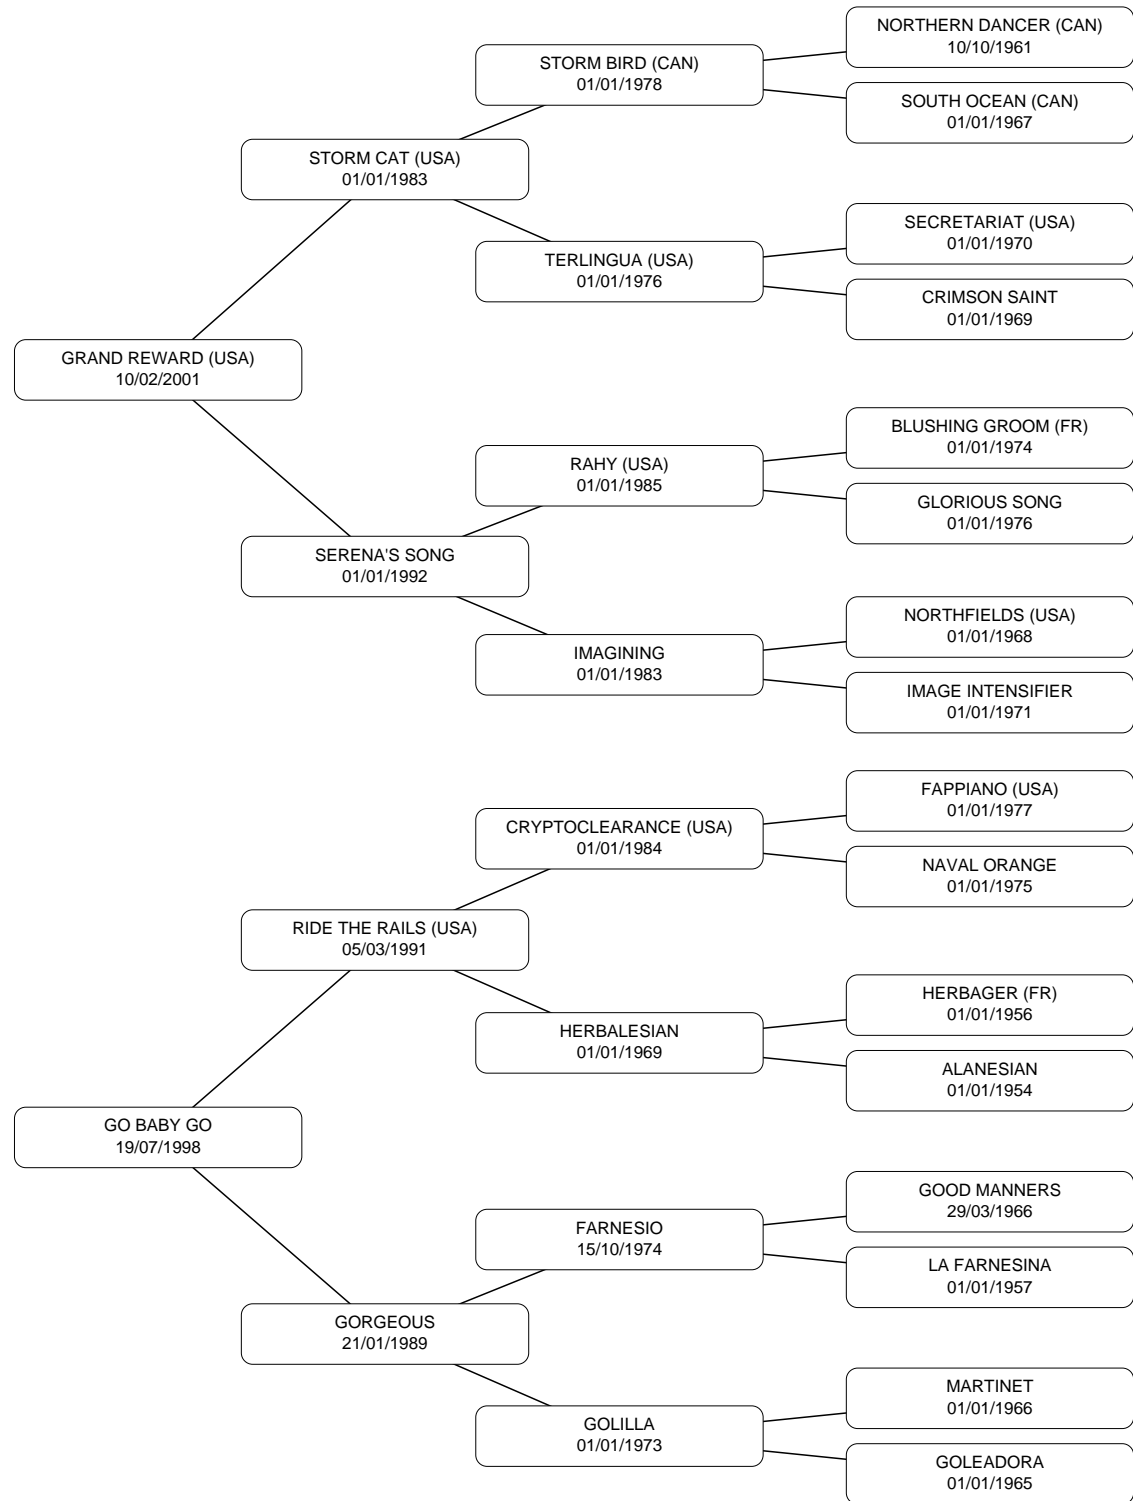 NORTHERN DANCER (CAN)
10/10/1961
STORM BIRD (CAN)
01/01/1978
SOUTH OCEAN (CAN)
01/01/1967
STORM CAT (USA)
01/01/1983
SECRETARIAT (USA)
01/01/1970
TERLINGUA (USA)
01/01/1976
CRIMSON SAINT
01/01/1969
GRAND REWARD (USA)
10/02/2001
BLUSHING GROOM (FR)
01/01/1974
RAHY (USA)
01/01/1985
GLORIOUS SONG
01/01/1976
SERENA'S SONG
01/01/1992
NORTHFIELDS (USA)
01/01/1968
IMAGINING
01/01/1983
IMAGE INTENSIFIER
01/01/1971
FAPPIANO (USA)
01/01/1977
CRYPTOCLEARANCE (USA)
01/01/1984
NAVAL ORANGE
01/01/1975
RIDE THE RAILS (USA)
05/03/1991
HERBAGER (FR)
01/01/1956
HERBALESIAN
01/01/1969
ALANESIAN
01/01/1954
GO BABY GO
19/07/1998
GOOD MANNERS
29/03/1966
FARNESIO
15/10/1974
LA FARNESINA
01/01/1957
GORGEOUS
21/01/1989
MARTINET
01/01/1966
GOLILLA
01/01/1973
GOLEADORA
01/01/1965